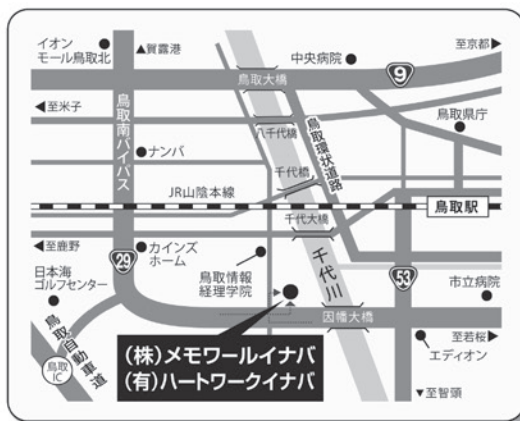 イオン
モール鳥取北
▲賀露港
中央病院
至京都▶
9
鳥取大橋
◀至米子
鳥取南バイパス
八千代橋
鳥取環状道路
鳥取県庁
ナンバ
千代橋
JR山陰本線
鳥取駅
千代大橋
◀至鹿野
29
カインズ
ホーム
鳥取情報
経理学院
千代川
53
市立病院
日本海
ゴルフセンター
因幡大橋
至若桜▶
エディオン
鳥取自動車道
鳥取
IC
(株)メモワールイナバ
(有)ハートワークイナバ
▼至智頭